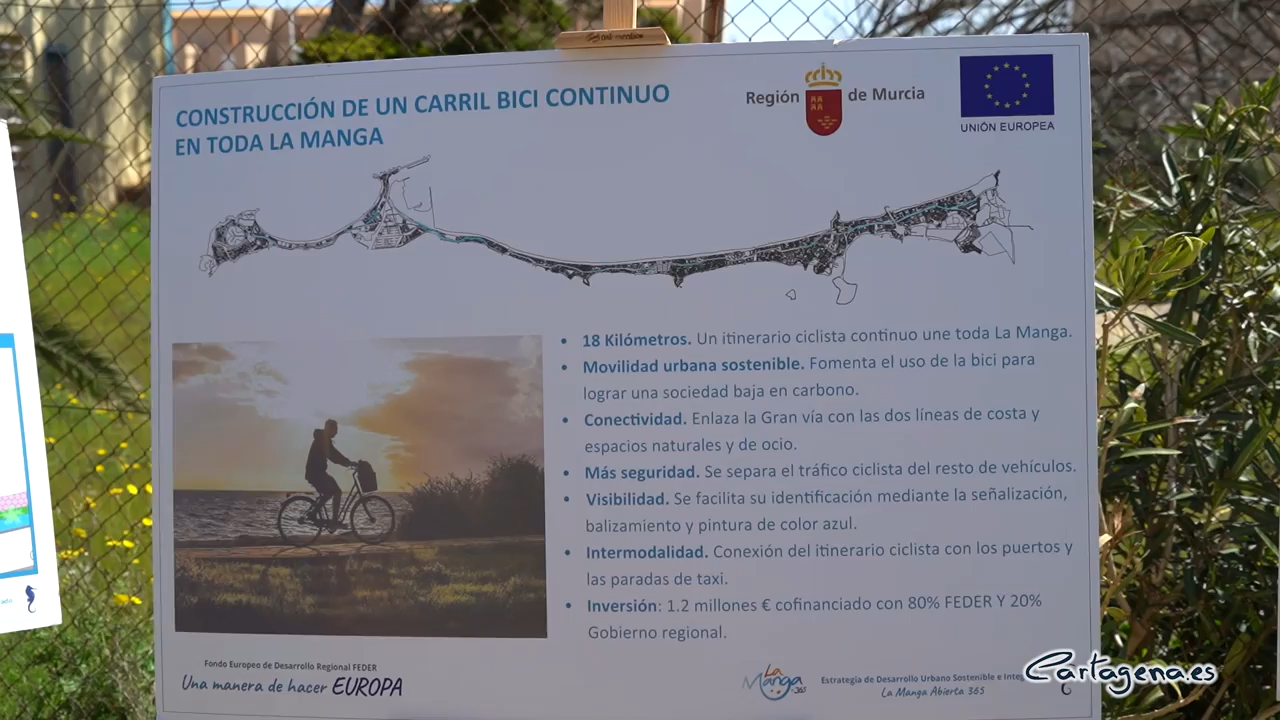 CONSTRUCCIÓN DE UN CARRIL BICI CONTINUO
EN TODA LA MANGA
Región de Murcia
UNIÓN EUROPEA
• 18 Kilómetros. Un itinerario ciclista continuo une toda La Manga.
• Movilidad urbana sostenible. Fomenta el uso de la bici para
lograr una sociedad baja en carbono.
• Conectividad. Enlaza la Gran vía con las dos líneas de costa y
espacios naturales y de ocio.
• Más seguridad. Se separa el tráfico ciclista del resto de vehículos.
• Visibilidad. Se facilita su identificación mediante la señalización,
balizamiento y pintura de color azul.
• Intermodalidad. Conexión del itinerario ciclista con los puertos y
las paradas de taxi.
• Inversión: 1.2 millones € cofinanciado con 80% FEDER Y 20%
Gobierno regional.
Fondo Europeo de Desarrollo Regional FEDER
Una manera de hacer EUROPA
La
Manga
365
Estrategia de Desarrollo Urbano Sostenible e Integ
La Manga Abierta 365
Cartagena.es